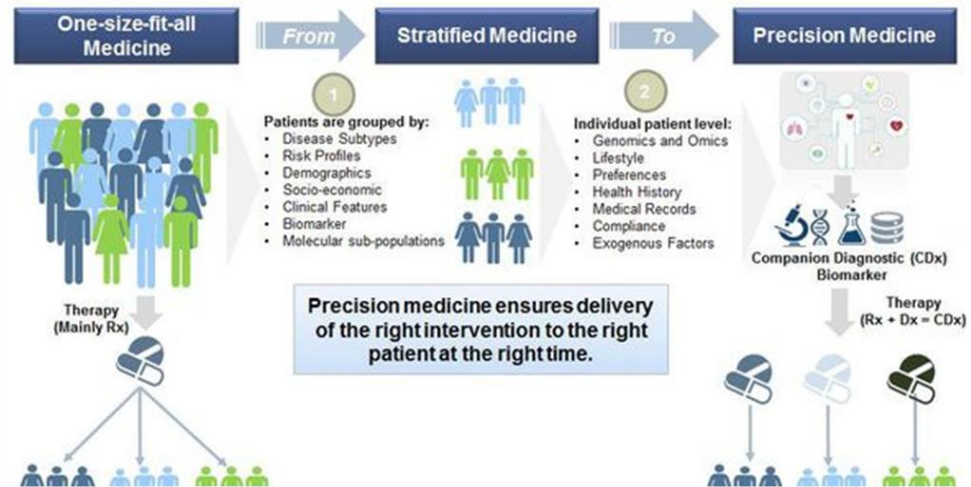 One-size-fit-all
Medicine
From
Stratified Medicine
To
Precision Medicine
1
Patients are grouped by:
• Disease Subtypes
• Risk Profiles
• Demographics
• Socio-economic
• Clinical Features
• Biomarker
• Molecular sub-populations
2
Individual patient level:
• Genomics and Omics
• Lifestyle
• Preferences
• Health History
• Medical Records
• Compliance
• Exogenous Factors
Companion Diagnostic (CDx)
Biomarker
Therapy
(Mainly Rx)
Precision medicine ensures delivery
of the right intervention to the right
patient at the right time.
Therapy
(Rx + Dx = CDx)